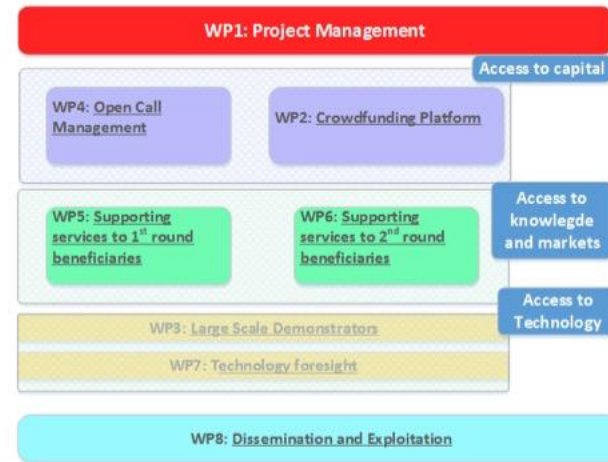 WP1: Project Management
Access to capital
WP4: Open Call
Management
WP2: Crowdfunding Platform
Access to
knowlegde
and markets
WP5: Supporting
services to 1st round
beneficiaries
WP6: Supporting
services to 2nd round
beneficiaries
Access to
Technology
WP3: Large Scale Demonstrators
WP7: Technology foresight
WP8: Dissemination and Exploitation